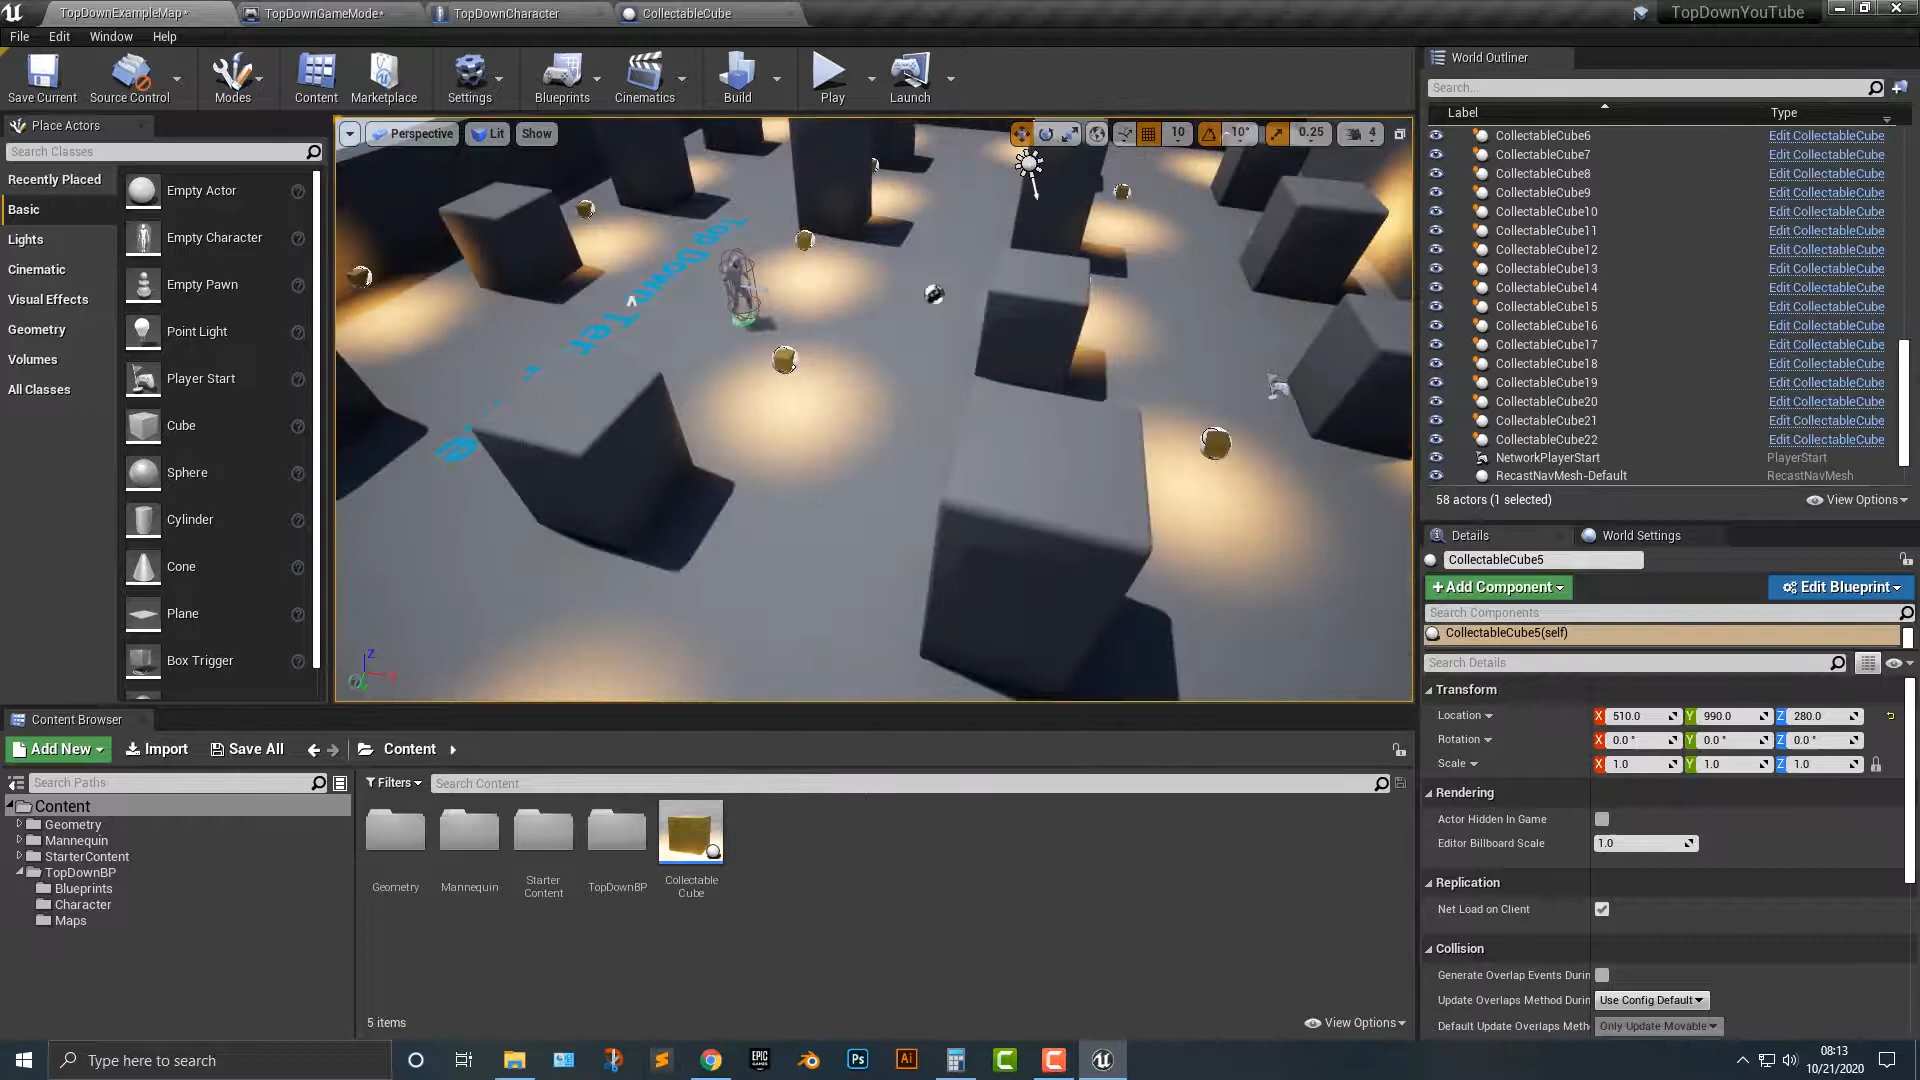 TopDownExampleMap*
TopDownGameMode*
TopDownCharacter
CollectableCube
TopDownYouTube
File
Edit
Window
Help
Save Current
Source Control
Modes
Content
Marketplace
Settings
Blueprints
Cinematics
Build
Play
Launch
Place Actors
Search Classes
Recently Placed
Basic
Lights
Cinematic
Visual Effects
Geometry
Volumes
All Classes
Empty Actor
Empty Character
Empty Pawn
Point Light
Player Start
Cube
Sphere
Cylinder
Cone
Plane
Box Trigger
Perspective
Lit
Show
10
10°
0.25
4
World Outliner
Search...
Label
Type
CollectableCube6 Edit CollectableCube
CollectableCube7 Edit CollectableCube
CollectableCube8 Edit CollectableCube
CollectableCube9 Edit CollectableCube
CollectableCube10 Edit CollectableCube
CollectableCube11 Edit CollectableCube
CollectableCube12 Edit CollectableCube
CollectableCube13 Edit CollectableCube
CollectableCube14 Edit CollectableCube
CollectableCube15 Edit CollectableCube
CollectableCube16 Edit CollectableCube
CollectableCube17 Edit CollectableCube
CollectableCube18 Edit CollectableCube
CollectableCube19 Edit CollectableCube
CollectableCube20 Edit CollectableCube
CollectableCube21 Edit CollectableCube
CollectableCube22 Edit CollectableCube
NetworkPlayerStart PlayerStart
RecastNavMesh-Default RecastNavMesh
58 actors (1 selected)
View Options
Details
World Settings
CollectableCube5
+Add Component
Edit Blueprint
Search Components
CollectableCube5(self)
Search Details
Transform
Location X 510.0 Y 990.0 Z 280.0
Rotation X 0.0° Y 0.0° Z 0.0°
Scale X 1.0 Y 1.0 Z 1.0
Rendering
Actor Hidden In Game
Editor Billboard Scale 1.0
Replication
Net Load on Client
Collision
Generate Overlap Events Durin
Update Overlaps Method Durin Use Config Default
Default Update Overlaps Meth Only Update Movable
Content Browser
Add New
Import
Save All
Content
Search Paths
Filters
Search Content
Content
Geometry
Mannequin
StarterContent
TopDownBP
Blueprints
Character
Maps
Geometry
Mannequin
Starter
Content
TopDownBP
Collectable
Cube
5 items
View Options
Type here to search
EPIC
GAMES
Ps
Ai
08:13
10/21/2020